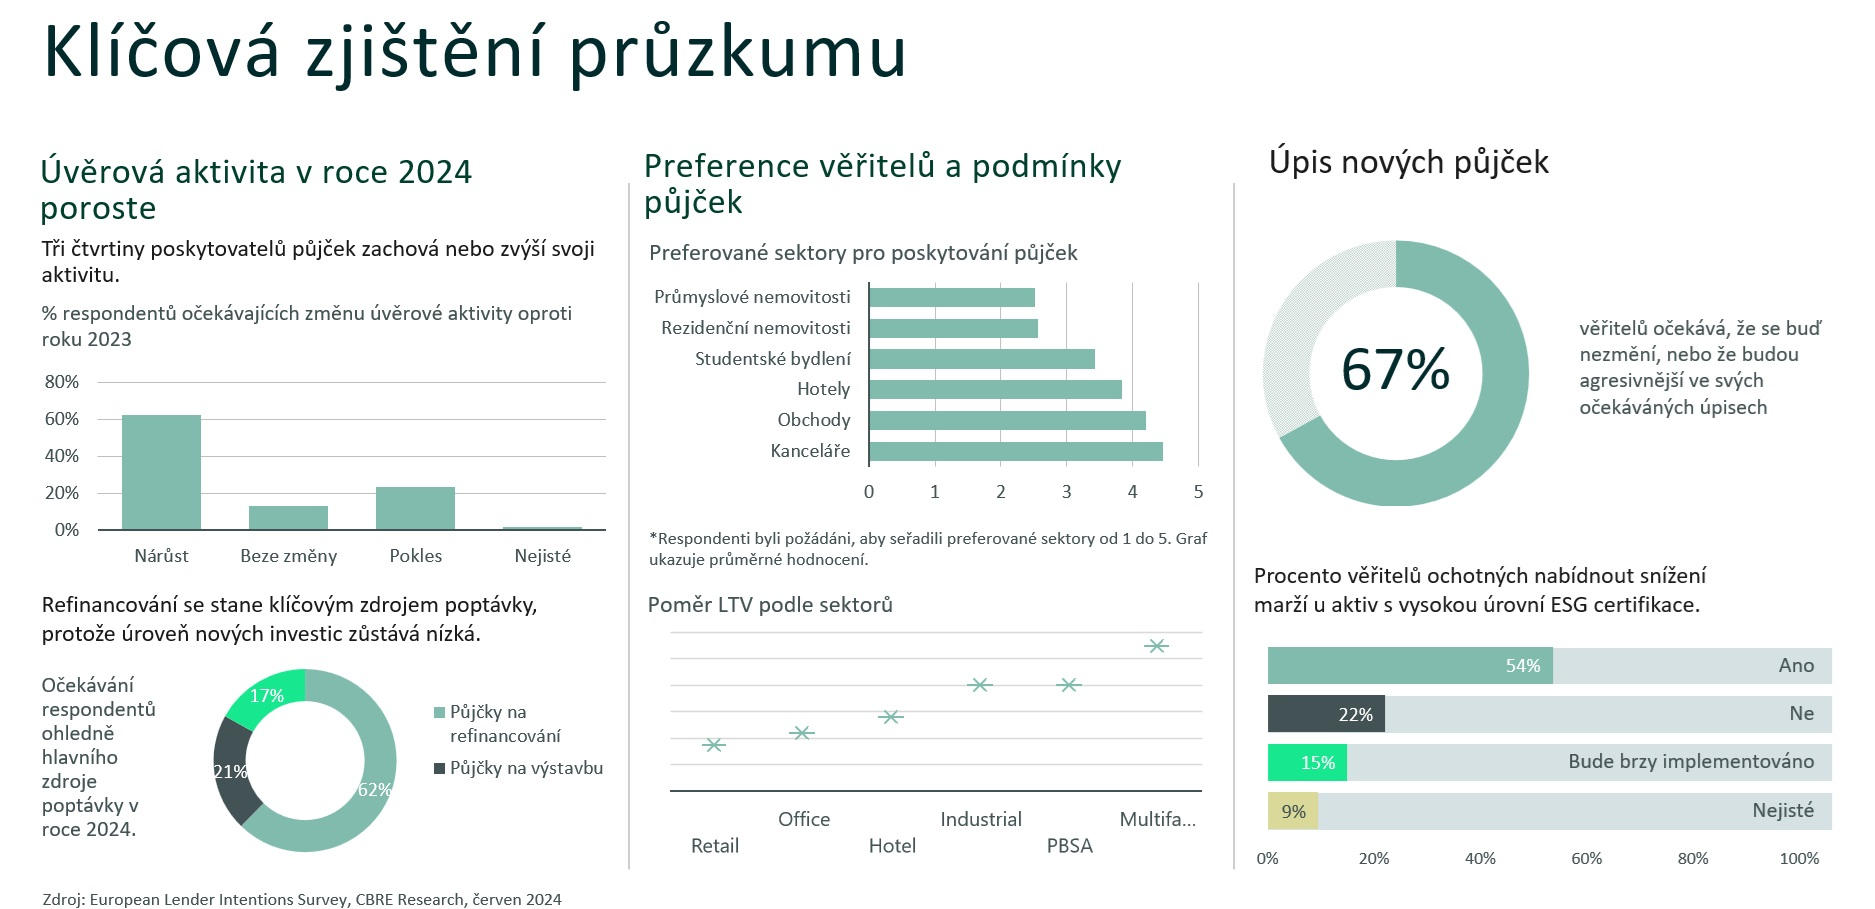 Klíčová zjištění průzkumu
Úvěrová aktivita v roce 2024
poroste
Tři čtvrtiny poskytovatelů půjček zachová nebo zvýší svoji
aktivitu.
% respondentů očekávajících změnu úvěrové aktivity oproti
roku 2023
80%
60%
40%
20%
0%
Nárůst
Beze změny
Pokles
Nejisté
Refinancování se stane klíčovým zdrojem poptávky,
protože úroveň nových investic zůstává nízká.
Očekávání
respondentů
ohledně
hlavního
zdroje
poptávky v
roce 2024.
17%
21%
62%
Půjčky na
refinancování
Půjčky na výstavbu
Zdroj: European Lender Intentions Survey, CBRE Research, červen 2024
Preference věřitelů a podmínky
půjček
Preferované sektory pro poskytování půjček
Průmyslové nemovitosti
Rezidenční nemovitosti
Studentské bydlení
Hotely
Obchody
Kanceláře
0 1 2 3 4 5
*Respondenti byli požádáni, aby seřadili preferované sektory od 1 do 5. Graf
ukazuje průměrné hodnocení.
Poměr LTV podle sektorů
Retail
Office
Hotel
Industrial
PBSA
Multifa...
Úpis nových půjček
67%
věřitelů očekává, že se buď
nezmění, nebo že budou
agresivnější ve svých
očekáváných úpisech
Procento věřitelů ochotných nabídnout snížení
marží u aktiv s vysokou úrovní ESG certifikace.
54% Ano
22% Ne
15% Bude brzy implementováno
9% Nejisté
0% 20% 40% 60% 80% 100%